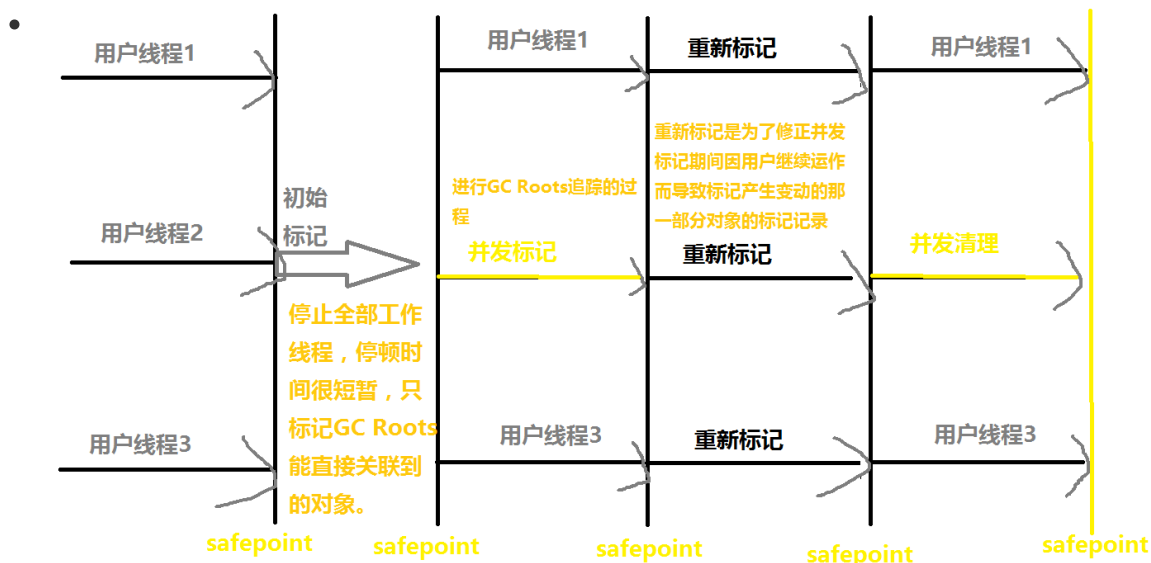 用户线程1
用户线程1
重新标记
用户线程1
重新标记是为了修正并发
标记期间因用户继续运作
而导致标记产生变动的那
一部分对象的标记记录
进行GC Roots追踪的过
程
初始
标记
用户线程2
并发标记
重新标记
并发清理
停止全部工作
线程，停顿时
间很短暂，只
标记GC Roots
能直接关联到
的对象。
用户线程3
用户线程3
重新标记
用户线程3
safepoint
safepoint
safepoint
safepoint
safepoint